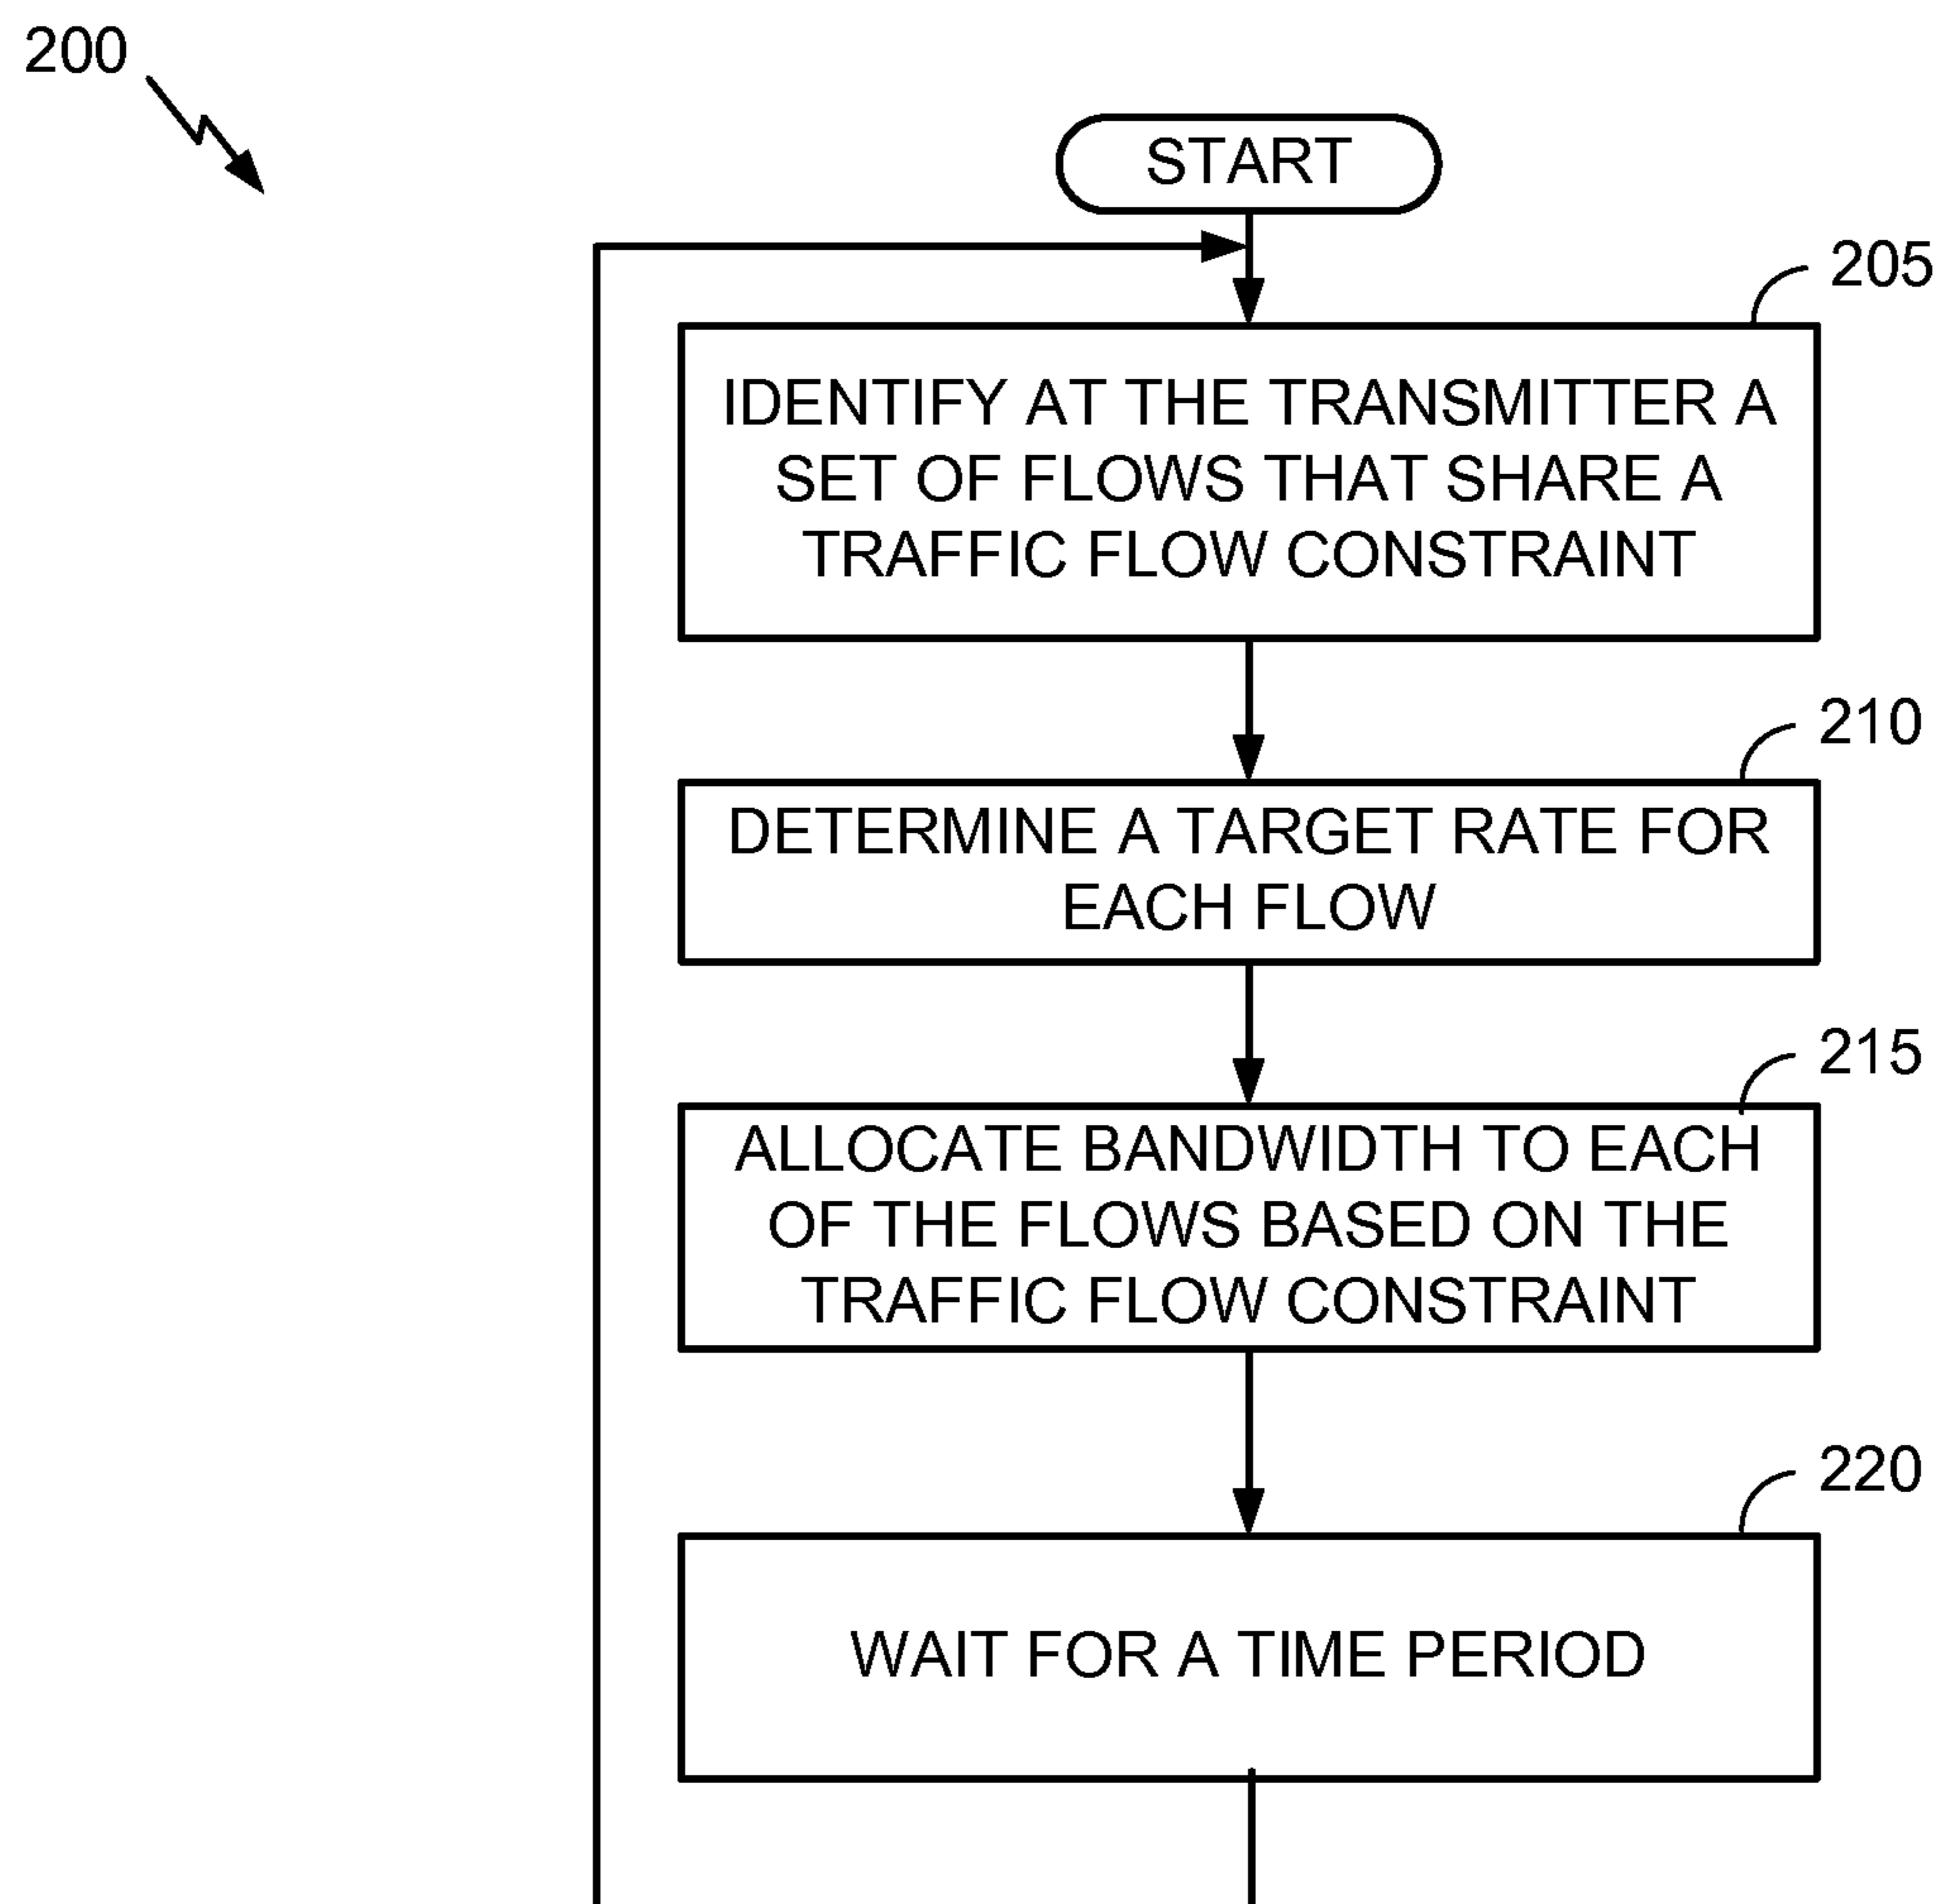 200
START
205
IDENTIFY AT THE TRANSMITTER A
SET OF FLOWS THAT SHARE A
TRAFFIC FLOW CONSTRAINT
210
DETERMINE A TARGET RATE FOR
EACH FLOW
215
ALLOCATE BANDWIDTH TO EACH
OF THE FLOWS BASED ON THE
TRAFFIC FLOW CONSTRAINT
220
WAIT FOR A TIME PERIOD